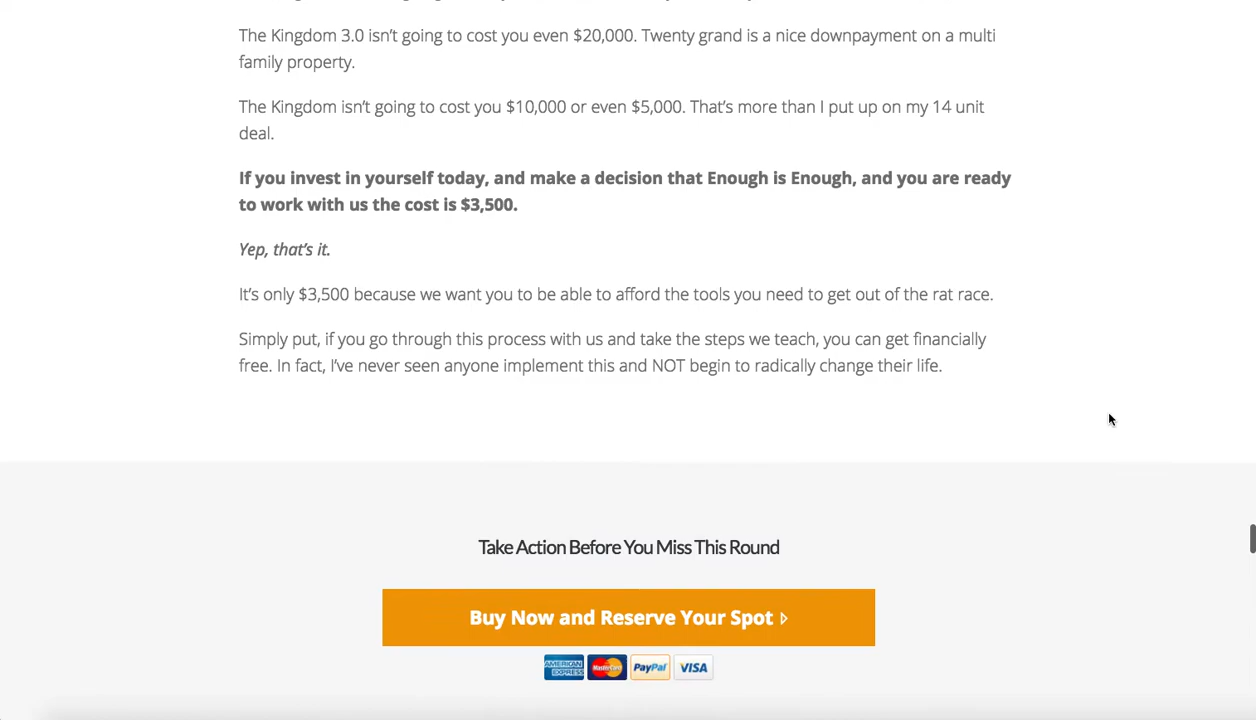 The Kingdom 3.0 isn't going to cost you even $20,000. Twenty grand is a nice downpayment on a multi
family property.
The Kingdom isn't going to cost you $10,000 or even $5,000. That's more than I put up on my 14 unit
deal.
If you invest in yourself today, and make a decision that Enough is Enough, and you are ready
to work with us the cost is $3,500.
Yep, that's it.
It's only $3,500 because we want you to be able to afford the tools you need to get out of the rat race.
Simply put, if you go through this process with us and take the steps we teach, you can get financially
free. In fact, I've never seen anyone implement this and NOT begin to radically change their life.
Take Action Before You Miss This Round
Buy Now and Reserve Your Spot
AMERICAN EXPRESS MasterCard PayPal VISA